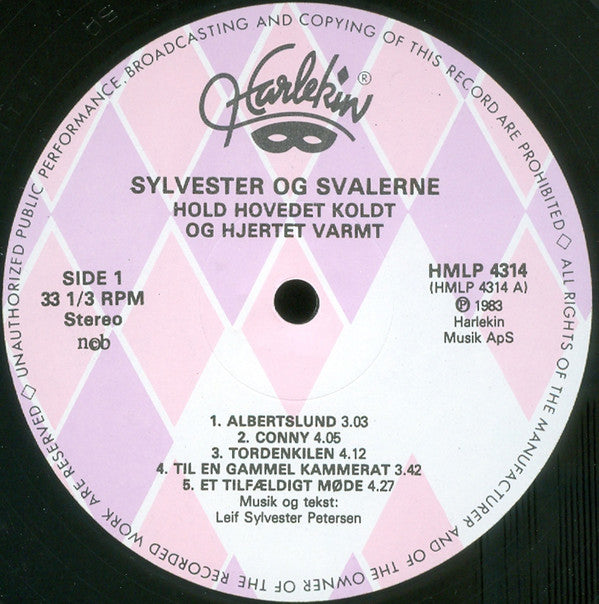 Harlekin ®
SYLVESTER OG SVALERNE
HOLD HOVEDET KOLDT
OG HJERTET VARMT
SIDE 1
33 1/3 RPM
Stereo
ncb
HMLP 4314
(HMLP 4314 A)
Ⓟ 1983
Harlekin
Musik ApS
1. ALBERTSLUND 3.03
2. CONNY 4.05
3. TORDENKILEN 4.12
4. TIL EN GAMMEL KAMMERAT 3.42
5. ET TILFÆLDIGT MØDE 4.27
Musik og tekst:
Leif Sylvester Petersen
UNAUTHORIZED PUBLIC PERFORMANCE, BROADCASTING AND COPYING OF THIS RECORD ARE PROHIBITED ◇ ALL RIGHTS OF THE MANUFACTURER AND OF THE OWNER OF THE RECORDED WORK ARE RESERVED ◇